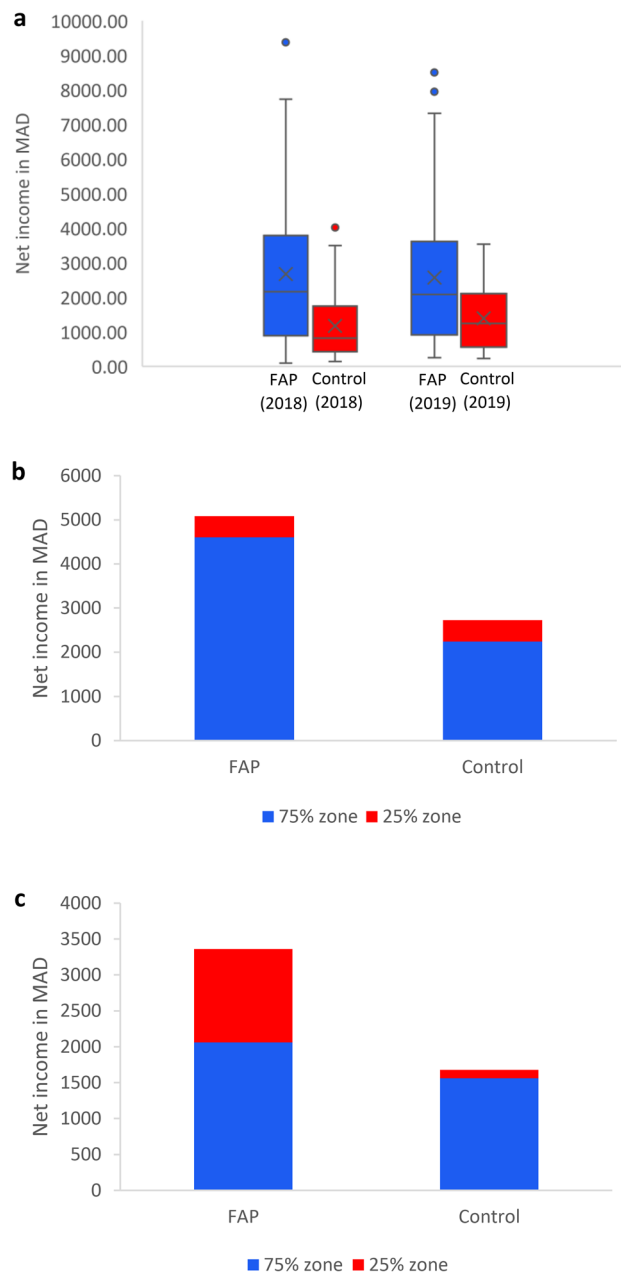 a
Net income in MAD
10000.00
9000.00
8000.00
7000.00
6000.00
5000.00
4000.00
3000.00
2000.00
1000.00
0.00
FAP Control FAP Control
(2018) (2018) (2019) (2019)
b
Net income in MAD
6000
5000
4000
3000
2000
1000
0
FAP Control
75% zone 25% zone
c
Net income in MAD
4000
3500
3000
2500
2000
1500
1000
500
0
FAP Control
75% zone 25% zone